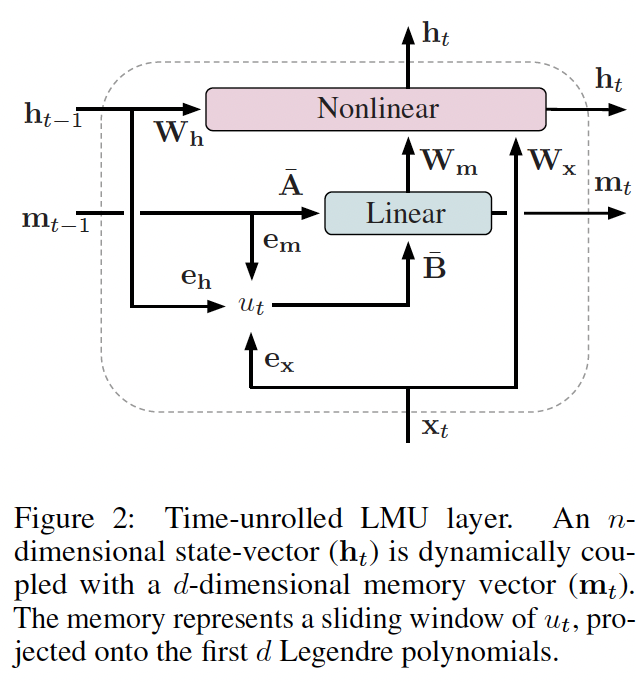 h_t
h_{t−1}
Nonlinear
h_t
W_h
W_m
W_x
m_{t−1}
Ā
Linear
m_t
e_m
B̄
e_h
u_t
e_x
x_t
Figure 2: Time-unrolled LMU layer. An n-
dimensional state-vector (h_t) is dynamically cou-
pled with a d-dimensional memory vector (m_t).
The memory represents a sliding window of u_t, pro-
jected onto the first d Legendre polynomials.